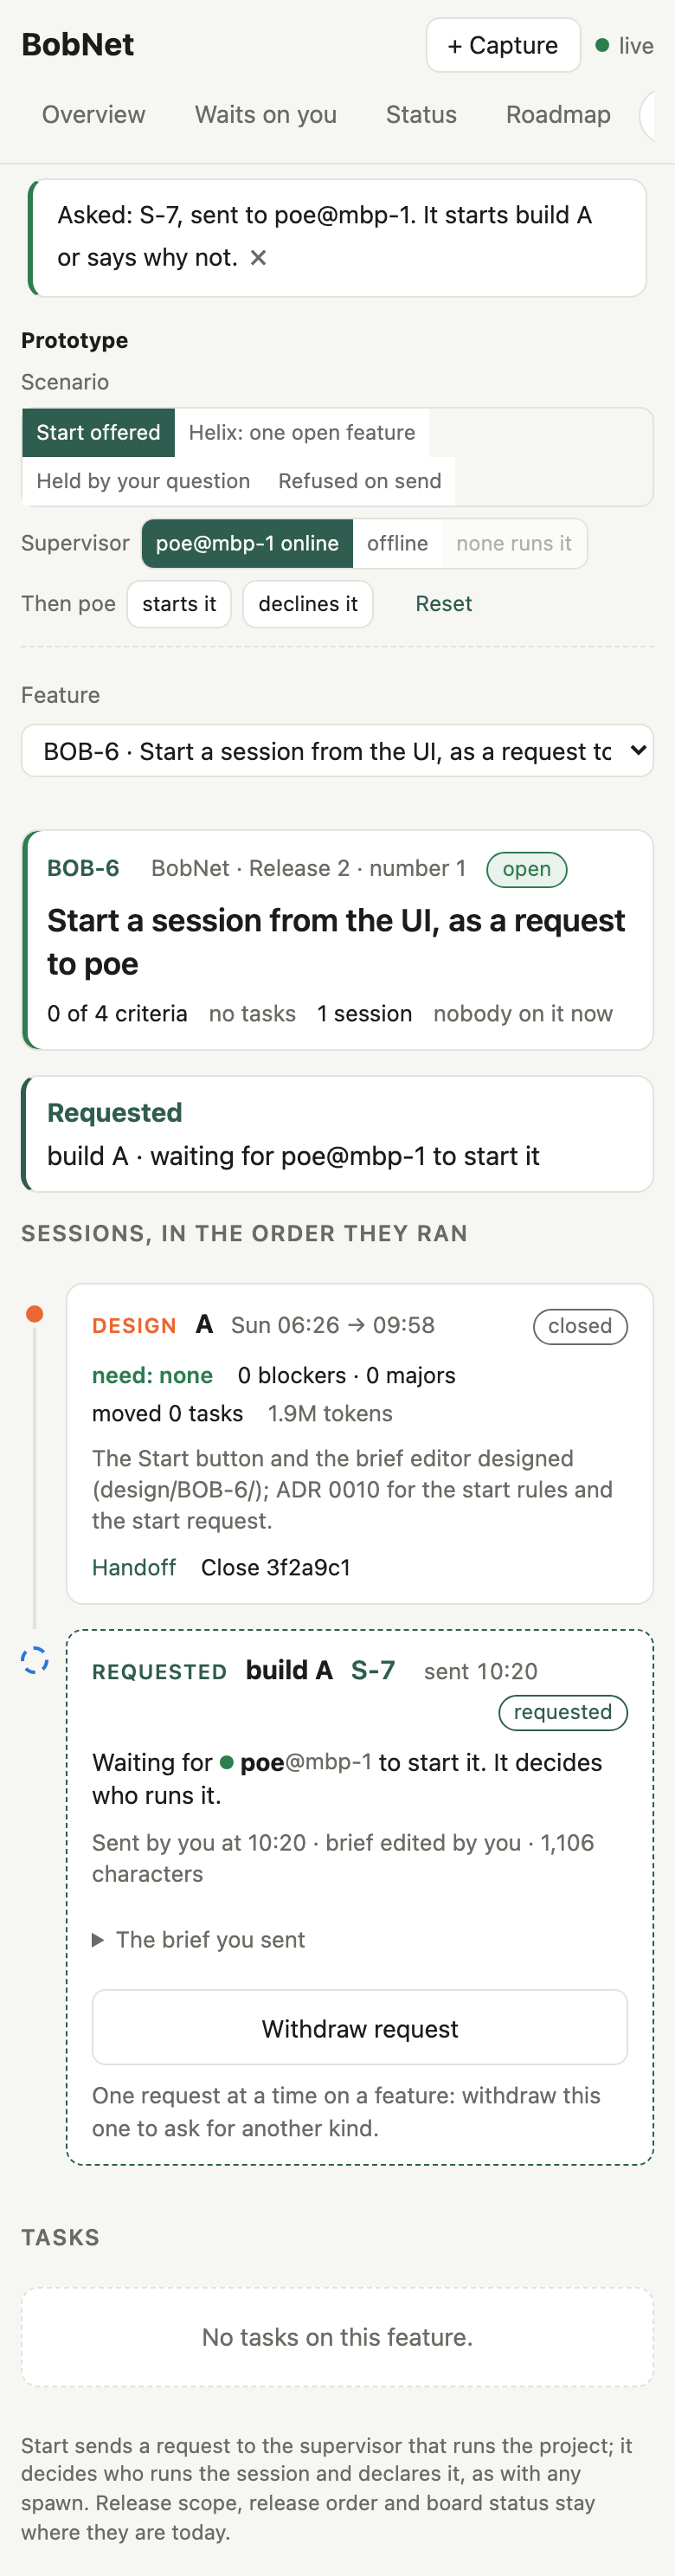 BobNet
+ Capture
live
Overview
Waits on you
Status
Roadmap
Asked: S-7, sent to poe@mbp-1. It starts build A
or says why not. ✕
Prototype
Scenario
Start offered
Helix: one open feature
Held by your question
Refused on send
Supervisor
poe@mbp-1 online
offline
none runs it
Then poe
starts it
declines it
Reset
Feature
BOB-6 · Start a session from the UI, as a request to
BOB-6 BobNet · Release 2 · number 1 open
Start a session from the UI, as a request
to poe
0 of 4 criteria no tasks 1 session nobody on it now
Requested
build A · waiting for poe@mbp-1 to start it
SESSIONS, IN THE ORDER THEY RAN
DESIGN A Sun 06:26 → 09:58 closed
need: none 0 blockers · 0 majors
moved 0 tasks 1.9M tokens
The Start button and the brief editor designed
(design/BOB-6/); ADR 0010 for the start rules and
the start request.
Handoff Close 3f2a9c1
REQUESTED build A S-7 sent 10:20
requested
Waiting for poe@mbp-1 to start it. It decides
who runs it.
Sent by you at 10:20 · brief edited by you · 1,106
characters
▶ The brief you sent
Withdraw request
One request at a time on a feature: withdraw this
one to ask for another kind.
TASKS
No tasks on this feature.
Start sends a request to the supervisor that runs the project; it
decides who runs the session and declares it, as with any
spawn. Release scope, release order and board status stay
where they are today.